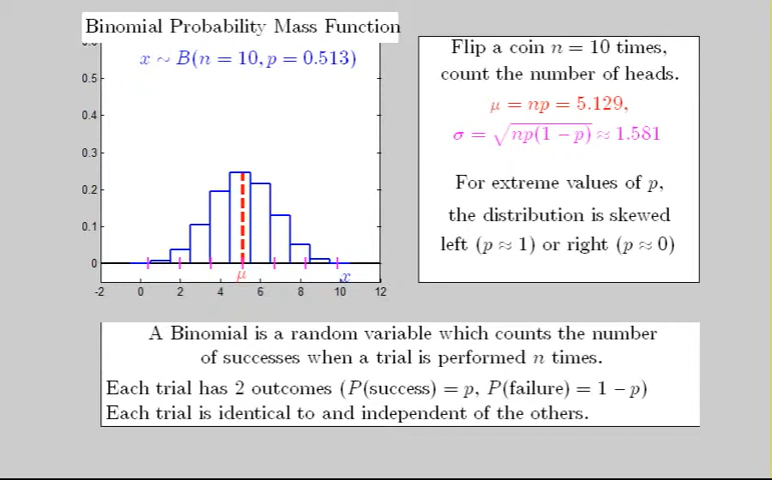 Binomial Probability Mass Function
x ~ B(n = 10, p = 0.513)
0.5
0.4
0.3
0.2
0.1
0
μ
x
-2 0 2 4 6 8 10 12
Flip a coin n = 10 times,
count the number of heads.
μ = np = 5.129,
σ = √np(1 − p) ≈ 1.581
For extreme values of p,
the distribution is skewed
left (p ≈ 1) or right (p ≈ 0)
A Binomial is a random variable which counts the number
of successes when a trial is performed n times.
Each trial has 2 outcomes (P(success) = p, P(failure) = 1 − p)
Each trial is identical to and independent of the others.